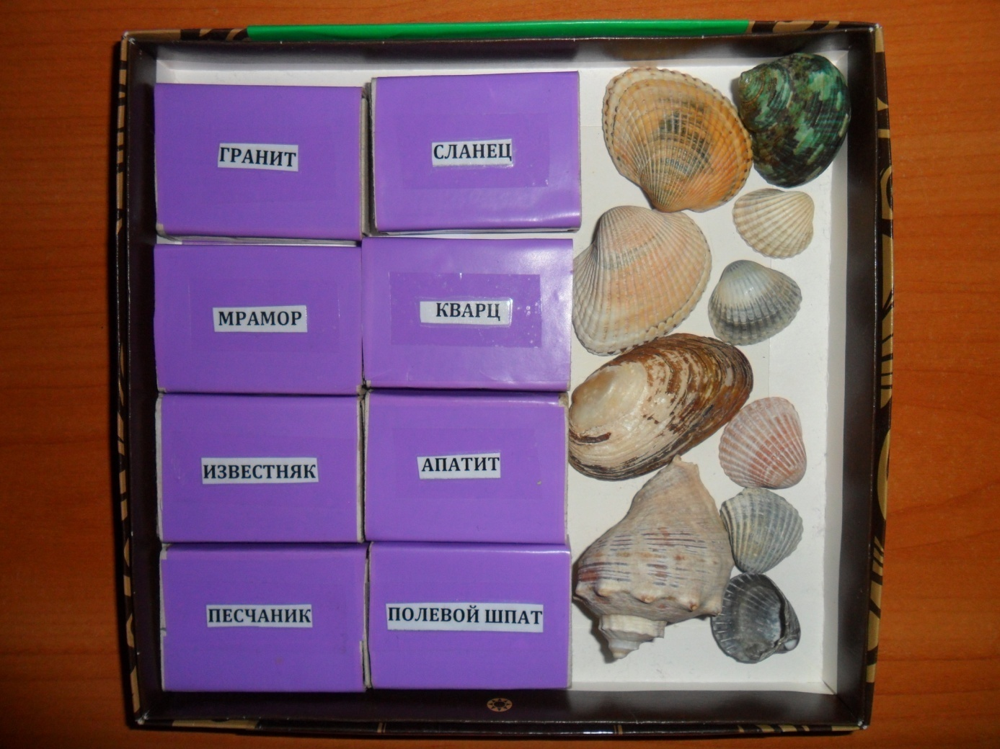 ГРАНИТ
СЛАНЕЦ
МРАМОР
КВАРЦ
ИЗВЕСТНЯК
АПАТИТ
ПЕСЧАНИК
ПОЛЕВОЙ ШПАТ